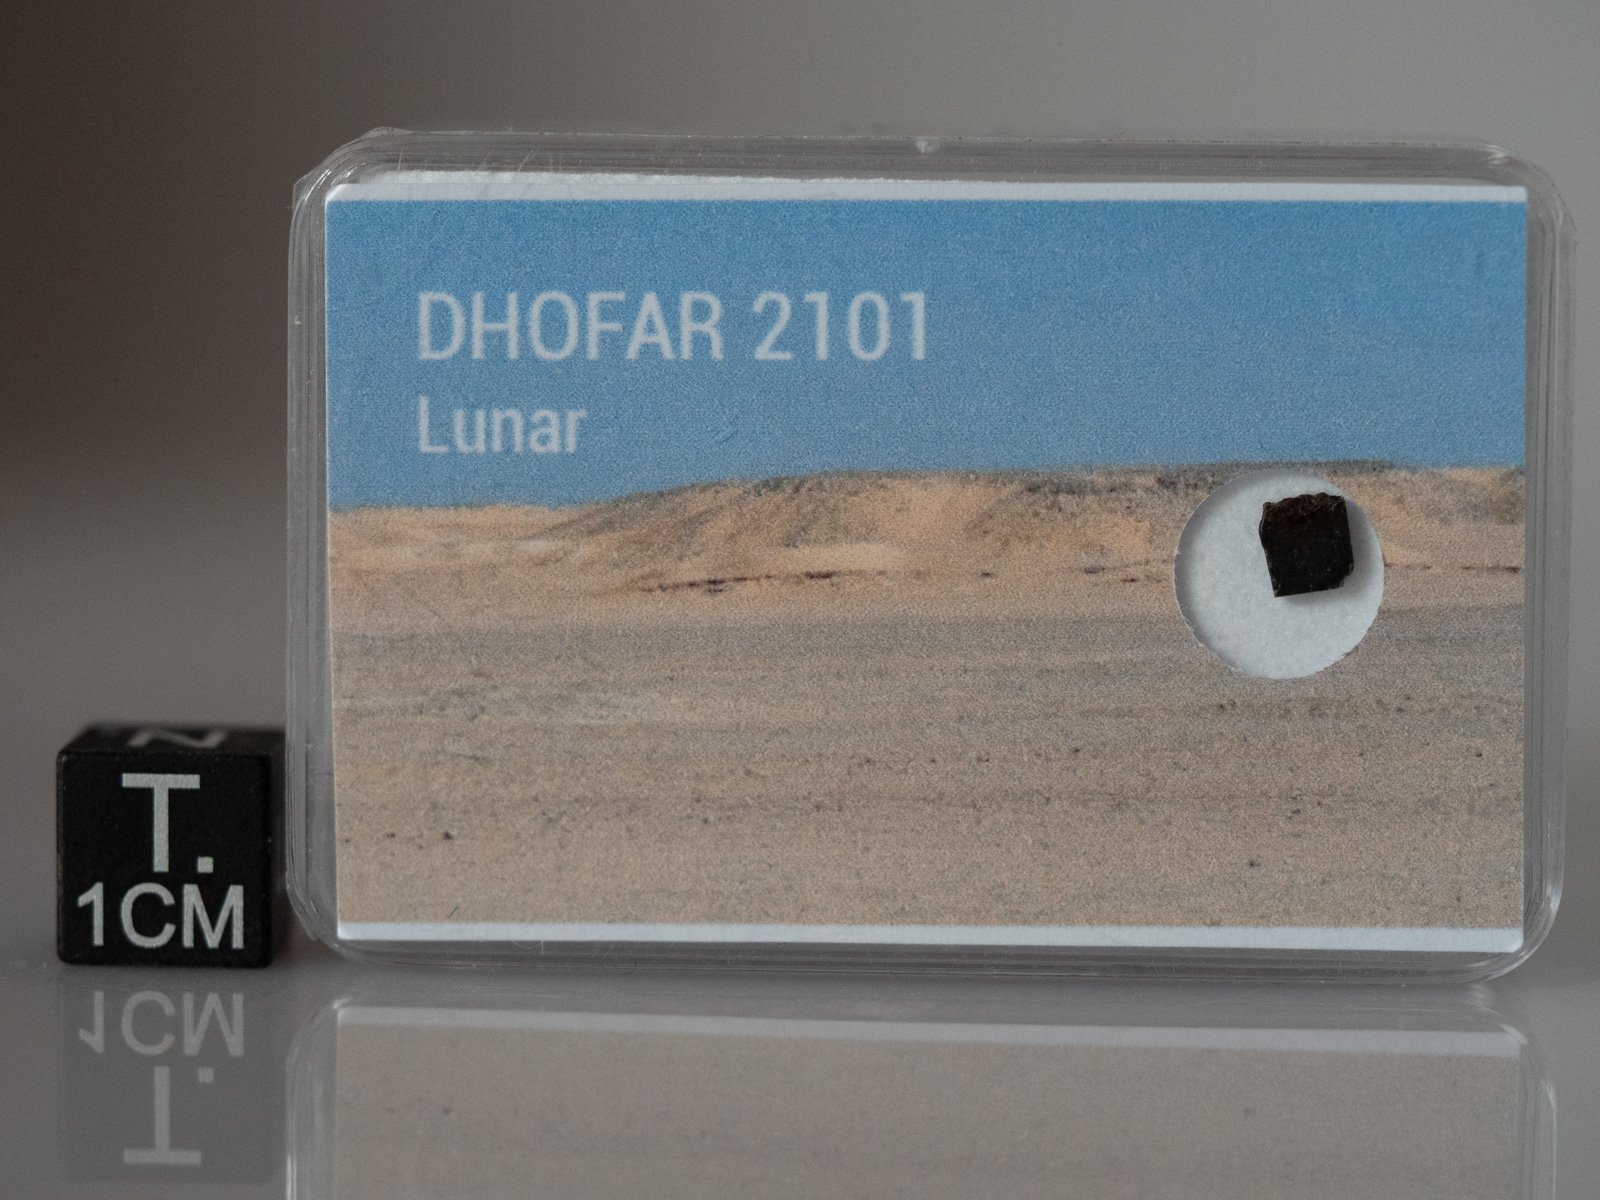 DHOFAR 2101
Lunar
N
T.
1CM